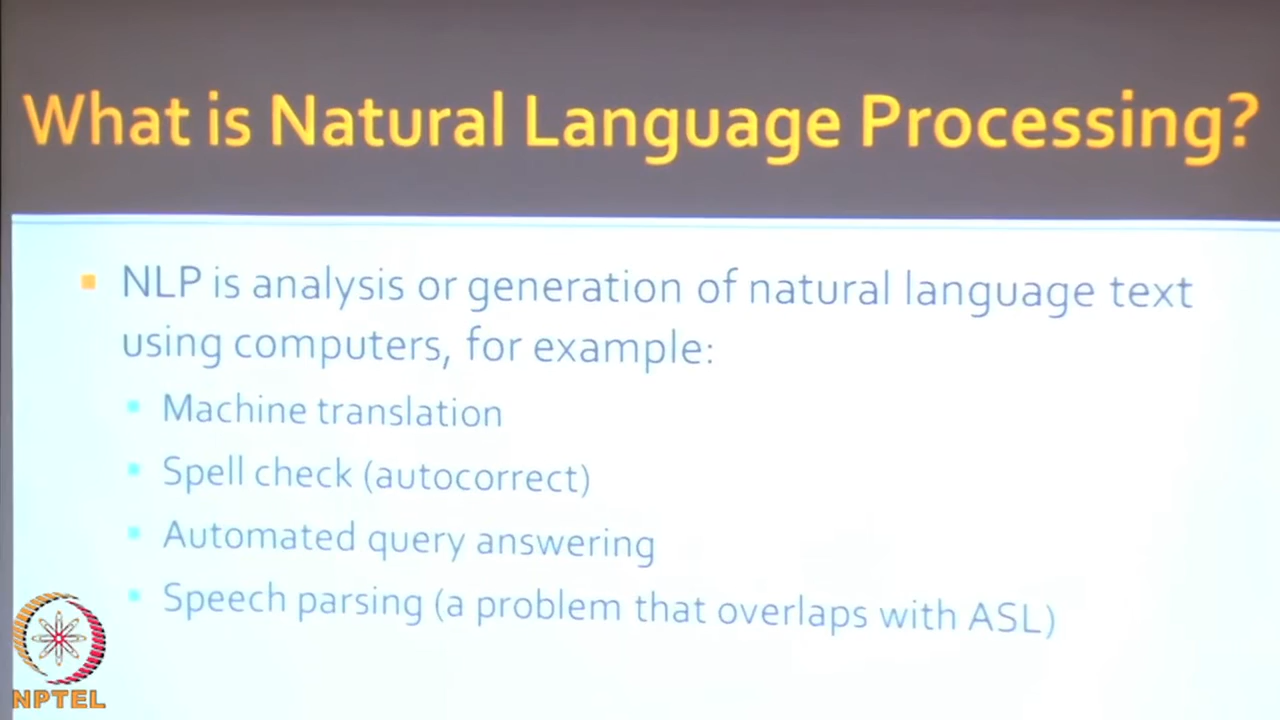 What is Natural Language Processing?
NLP is analysis or generation of natural language text
using computers, for example:
Machine translation
Spell check (autocorrect)
Automated query answering
Speech parsing (a problem that overlaps with ASL)
NPTEL